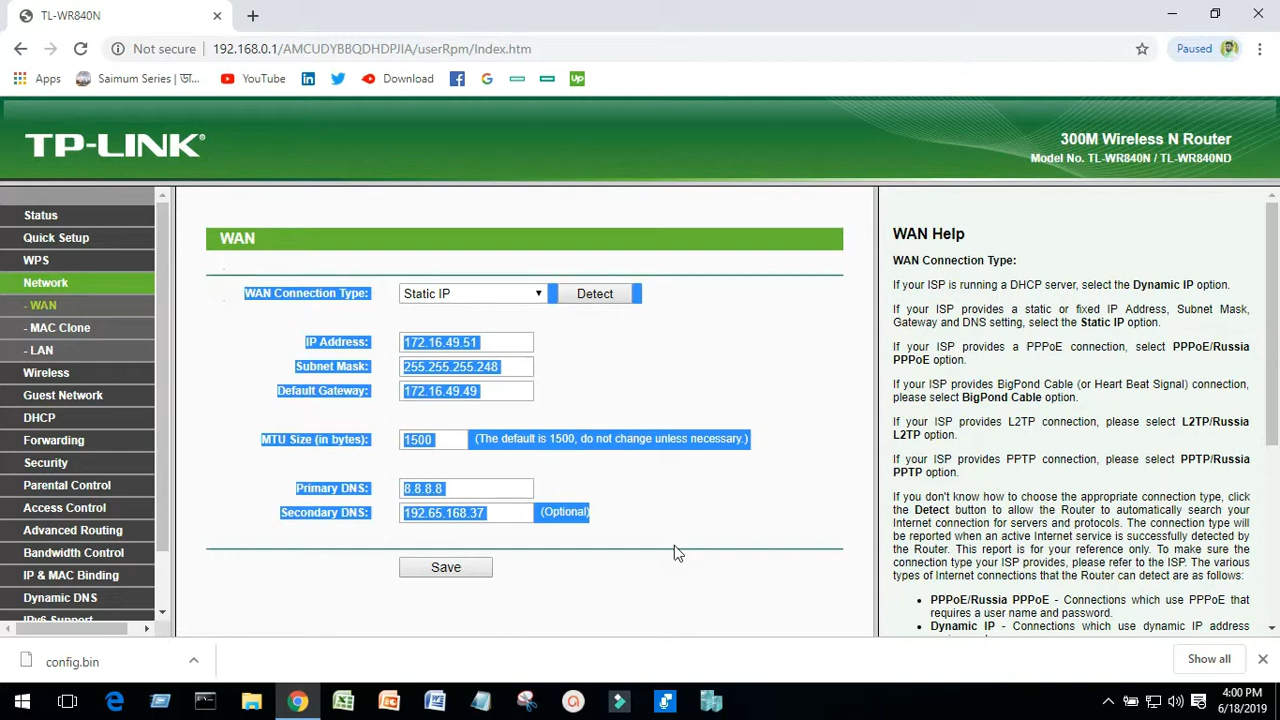 TL-WR840N
Not secure
192.168.0.1/AMCUDYBBQDHDPJIA/userRpm/Index.htm
Paused
Apps
Saimum Series |
YouTube
Download
Up
TP-LINK®
300M Wireless N Router
Model No. TL-WR840N / TL-WR840ND
Status
Quick Setup
WPS
Network
- WAN
- MAC Clone
- LAN
Wireless
Guest Network
DHCP
Forwarding
Security
Parental Control
Access Control
Advanced Routing
Bandwidth Control
IP & MAC Binding
Dynamic DNS
IPv6 Support
WAN
WAN Connection Type:
Static IP
Detect
IP Address:
172.16.49.51
Subnet Mask:
255.255.255.248
Default Gateway:
172.16.49.49
MTU Size (in bytes):
1500
(The default is 1500, do not change unless necessary.)
Primary DNS:
8.8.8.8
Secondary DNS:
192.65.168.37
(Optional)
Save
WAN Help
WAN Connection Type:
If your ISP is running a DHCP server, select the Dynamic IP option.
If your ISP provides a static or fixed IP Address, Subnet Mask,
Gateway and DNS setting, select the Static IP option.
If your ISP provides a PPPoE connection, select PPPoE/Russia
PPPoE option.
If your ISP provides BigPond Cable (or Heart Beat Signal) connection,
please select BigPond Cable option.
If your ISP provides L2TP connection, please select L2TP/Russia
L2TP option.
If your ISP provides PPTP connection, please select PPTP/Russia
PPTP option.
If you don't know how to choose the appropriate connection type, click
the Detect button to allow the Router to automatically search your
Internet connection for servers and protocols. The connection type will
be reported when an active Internet service is successfully detected
by the Router. This report is for your reference only. To make sure the
connection type your ISP provides, please refer to the ISP. The various
types of Internet connections that the Router can detect are as follows:
• PPPoE/Russia PPPoE - Connections which use PPPoE that
requires a user name and password.
• Dynamic IP - Connections which use dynamic IP address
config.bin
Show all
4:00 PM
6/18/2019